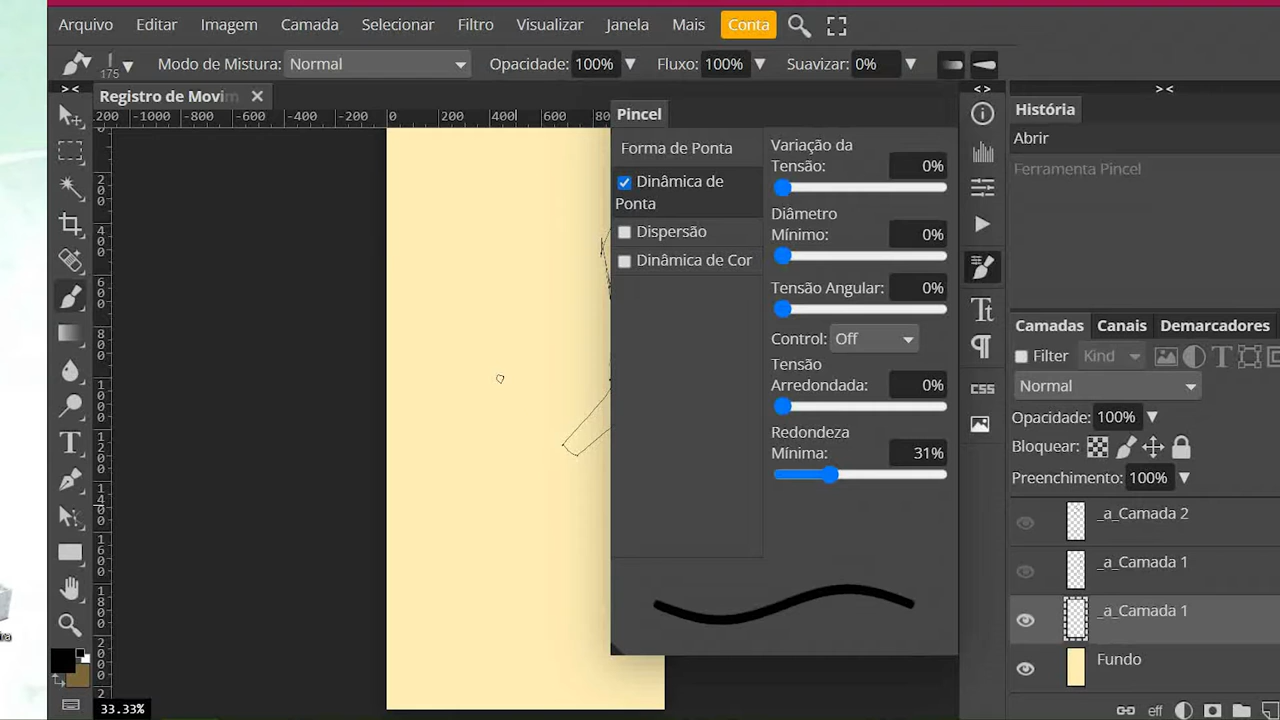 Arquivo Editar Imagem Camada Selecionar Filtro Visualizar Janela Mais Conta
175 Modo de Mistura: Normal Opacidade: 100% Fluxo: 100% Suavizar: 0%
Registro de Movim
200 -1000 -800 -600 -400 -200 0 200 400 600 80
Pincel
Forma de Ponta
Dinâmica de
Ponta
Dispersão
Dinâmica de Cor
Variação da
Tensão: 0%
Diâmetro
Mínimo: 0%
Tensão Angular: 0%
Control: Off
Tensão
Arredondada: 0%
Redondeza
Mínima: 31%
História
Abrir
Ferramenta Pincel
CSS
Camadas Canais Demarcadores
Filter Kind
Normal
Opacidade: 100%
Bloquear:
Preenchimento: 100%
_a_Camada 2
_a_Camada 1
_a_Camada 1
Fundo
eff
33.33%